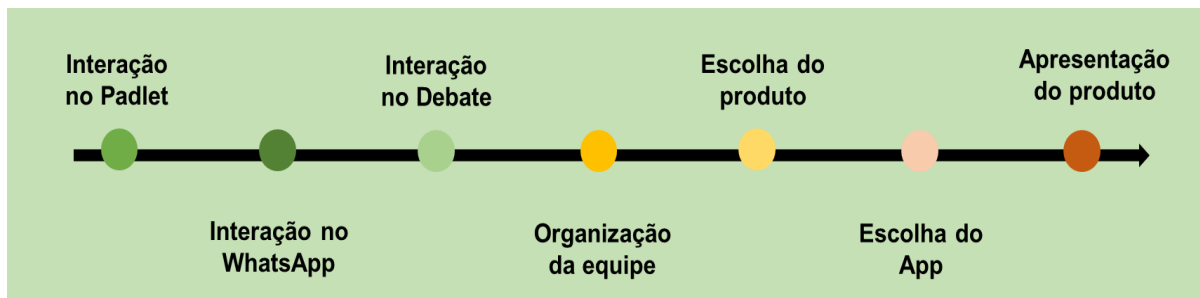 Interação
no Padlet
Interação no
WhatsApp
Interação
no Debate
Organização
da equipe
Escolha do
produto
Escolha do
App
Apresentação
do produto